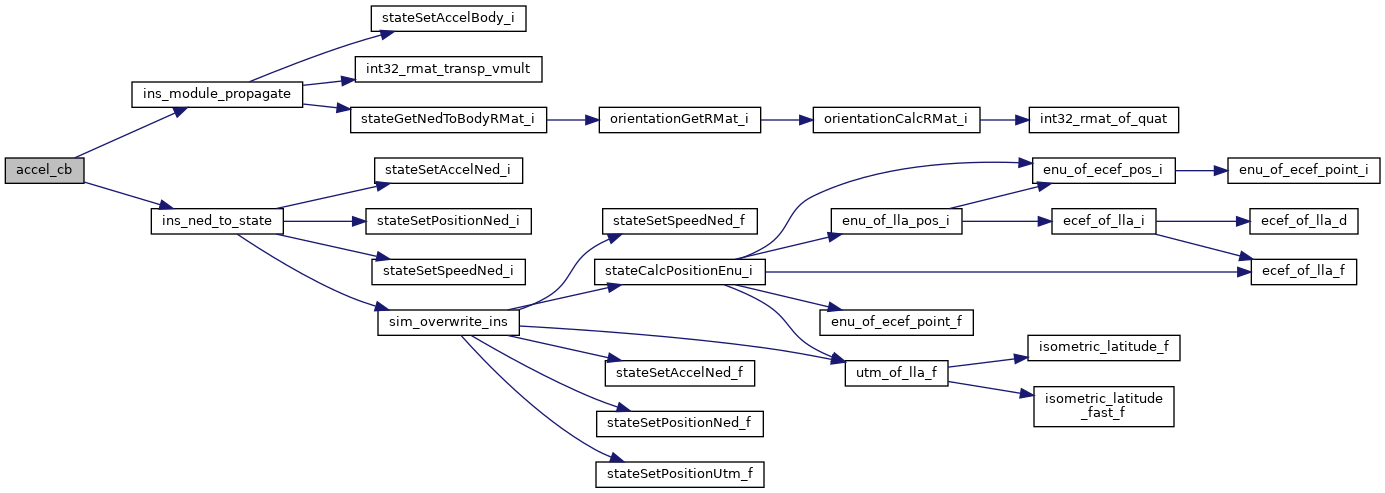 stateSetAccelBody_i
int32_rmat_transp_vmult
ins_module_propagate
stateGetNedToBodyRMat_i
orientationGetRMat_i
orientationCalcRMat_i
int32_rmat_of_quat
accel_cb
stateSetAccelNed_i
enu_of_ecef_pos_i
enu_of_ecef_point_i
ins_ned_to_state
stateSetPositionNed_i
stateSetSpeedNed_f
enu_of_lla_pos_i
ecef_of_lla_i
ecef_of_lla_d
stateSetSpeedNed_i
stateCalcPositionEnu_i
ecef_of_lla_f
sim_overwrite_ins
enu_of_ecef_point_f
isometric_latitude_f
stateSetAccelNed_f
utm_of_lla_f
isometric_latitude
_fast_f
stateSetPositionNed_f
stateSetPositionUtm_f